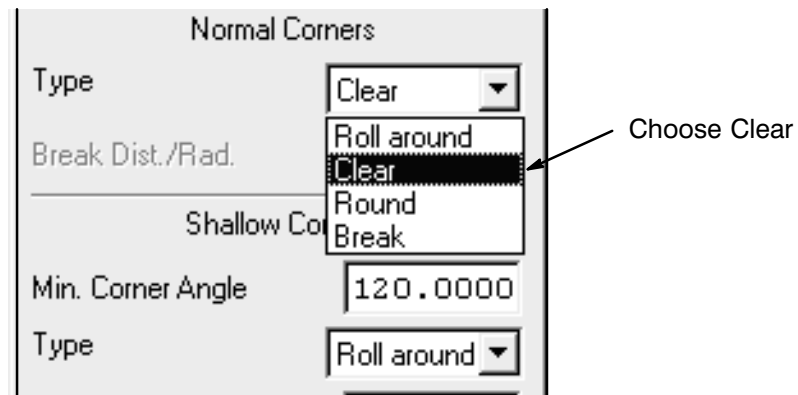 Normal Corners
Type
Clear
Break Dist./Rad.
Roll around
Clear
Round
Break
Choose Clear
Shallow Co
Min. Corner Angle
120.0000
Type
Roll around